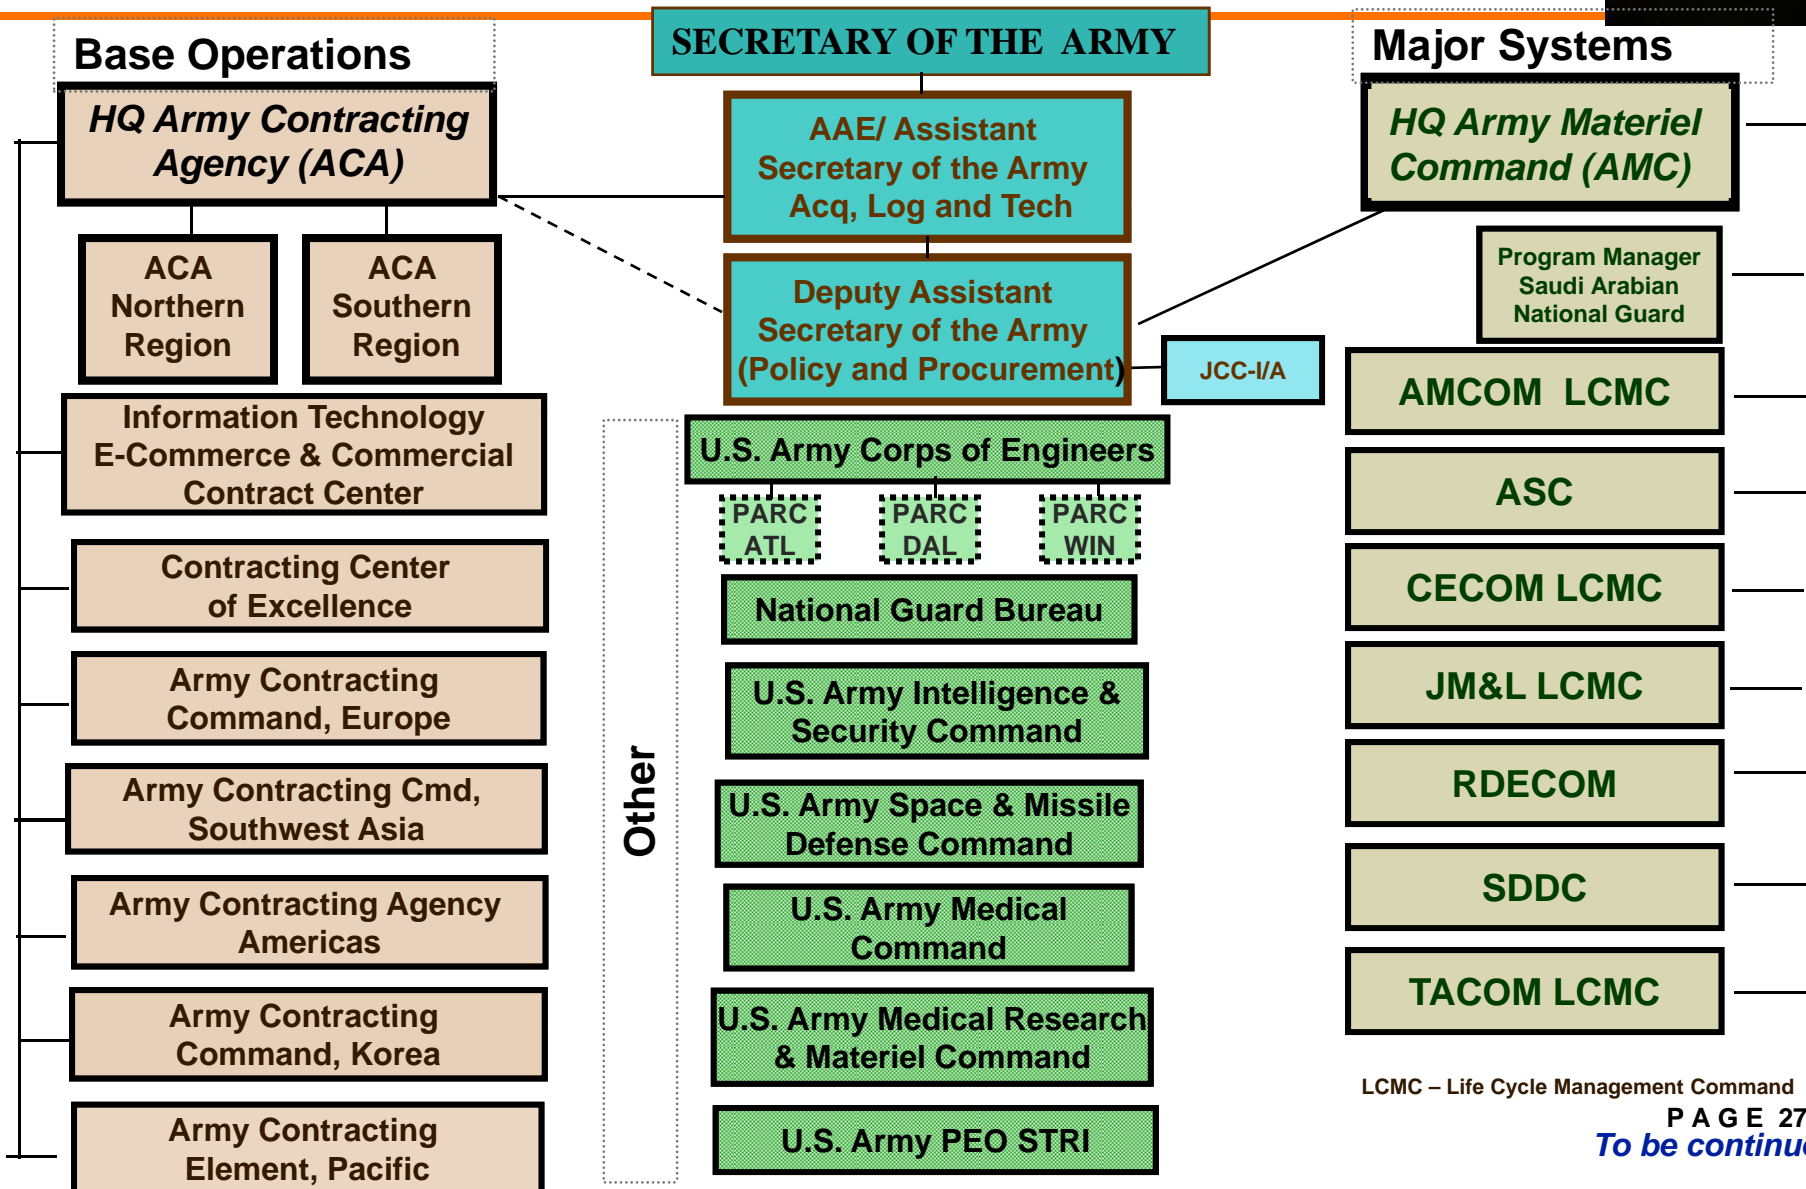 SECRETARY OF THE ARMY
Base Operations
HQ Army Contracting
Agency (ACA)
ACA
Northern
Region
ACA
Southern
Region
Information Technology
E-Commerce & Commercial
Contract Center
Contracting Center
of Excellence
Army Contracting
Command, Europe
Army Contracting Cmd,
Southwest Asia
Army Contracting Agency
Americas
Army Contracting
Command, Korea
Army Contracting
Element, Pacific
AAE/ Assistant
Secretary of the Army
Acq, Log and Tech
Deputy Assistant
Secretary of the Army
(Policy and Procurement)
JCC-I/A
Other
U.S. Army Corps of Engineers
PARC
ATL
PARC
DAL
PARC
WIN
National Guard Bureau
U.S. Army Intelligence &
Security Command
U.S. Army Space & Missile
Defense Command
U.S. Army Medical
Command
U.S. Army Medical Research
& Materiel Command
U.S. Army PEO STRI
Major Systems
HQ Army Materiel
Command (AMC)
Program Manager
Saudi Arabian
National Guard
AMCOM LCMC
ASC
CECOM LCMC
JM&L LCMC
RDECOM
SDDC
TACOM LCMC
LCMC – Life Cycle Management Command
PAGE 27
To be continue